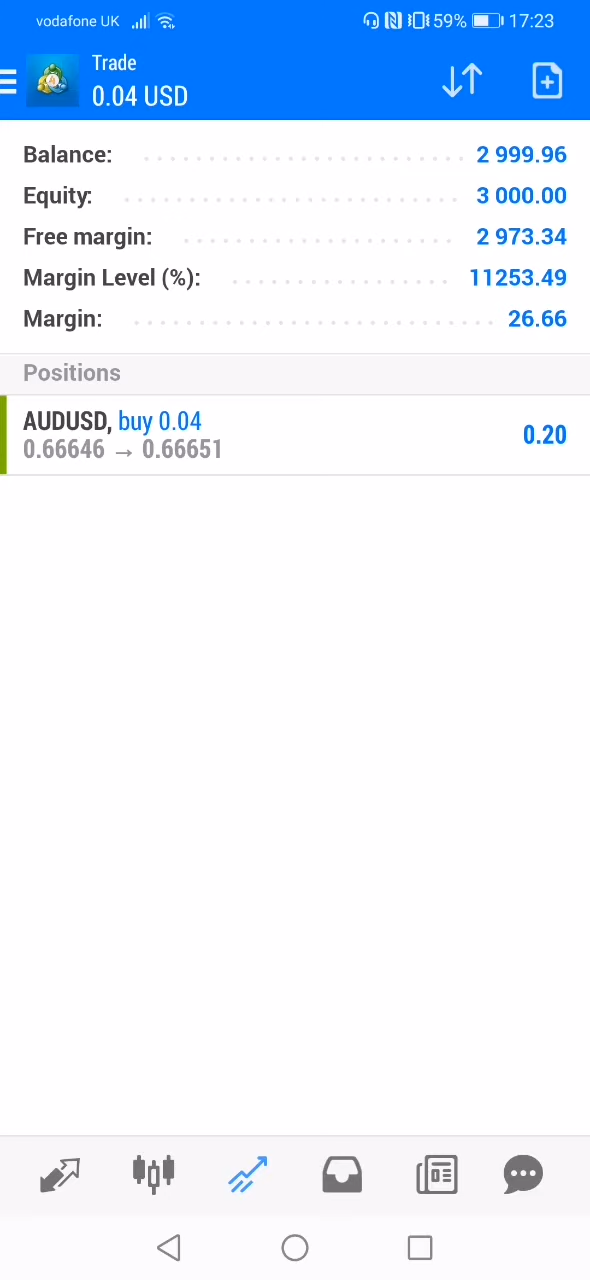 vodafone UK 59% 17:23
Trade
0.04 USD
Balance: 2 999.96
Equity: 3 000.00
Free margin: 2 973.34
Margin Level (%): 11253.49
Margin: 26.66
Positions
AUDUSD, buy 0.04
0.66646 → 0.66651
0.20